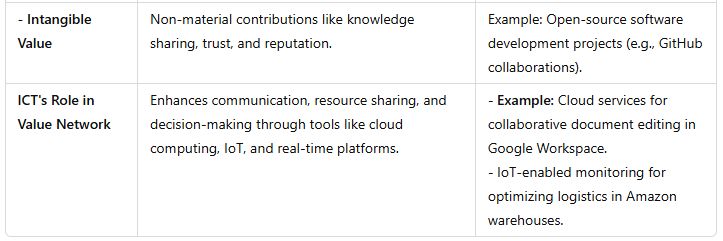 - Intangible
Value
Non-material contributions like knowledge
sharing, trust, and reputation.
Example: Open-source software
development projects (e.g., GitHub
collaborations).
ICT's Role in
Value Network
Enhances communication, resource sharing, and
decision-making through tools like cloud
computing, IoT, and real-time platforms.
- Example: Cloud services for
collaborative document editing in
Google Workspace.
- IoT-enabled monitoring for
optimizing logistics in Amazon
warehouses.